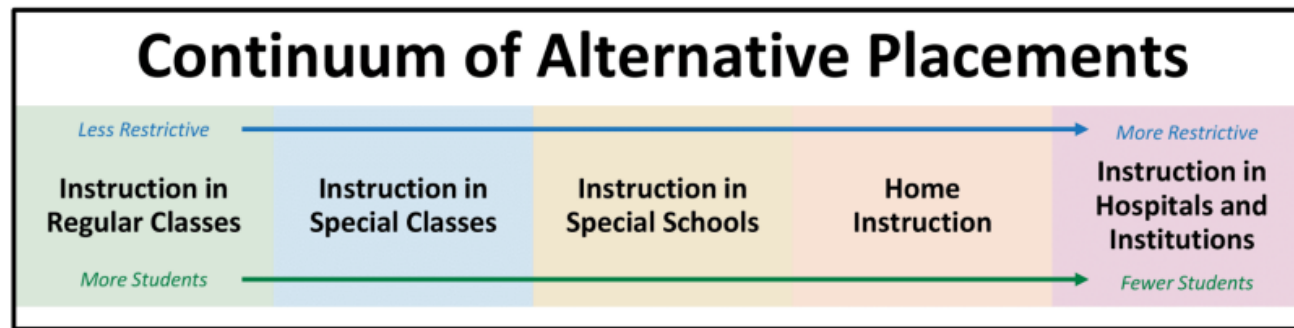 Continuum of Alternative Placements
Less Restrictive
More Restrictive
Instruction in
Regular Classes
Instruction in
Special Classes
Instruction in
Special Schools
Home
Instruction
Instruction in
Hospitals and
Institutions
More Students
Fewer Students